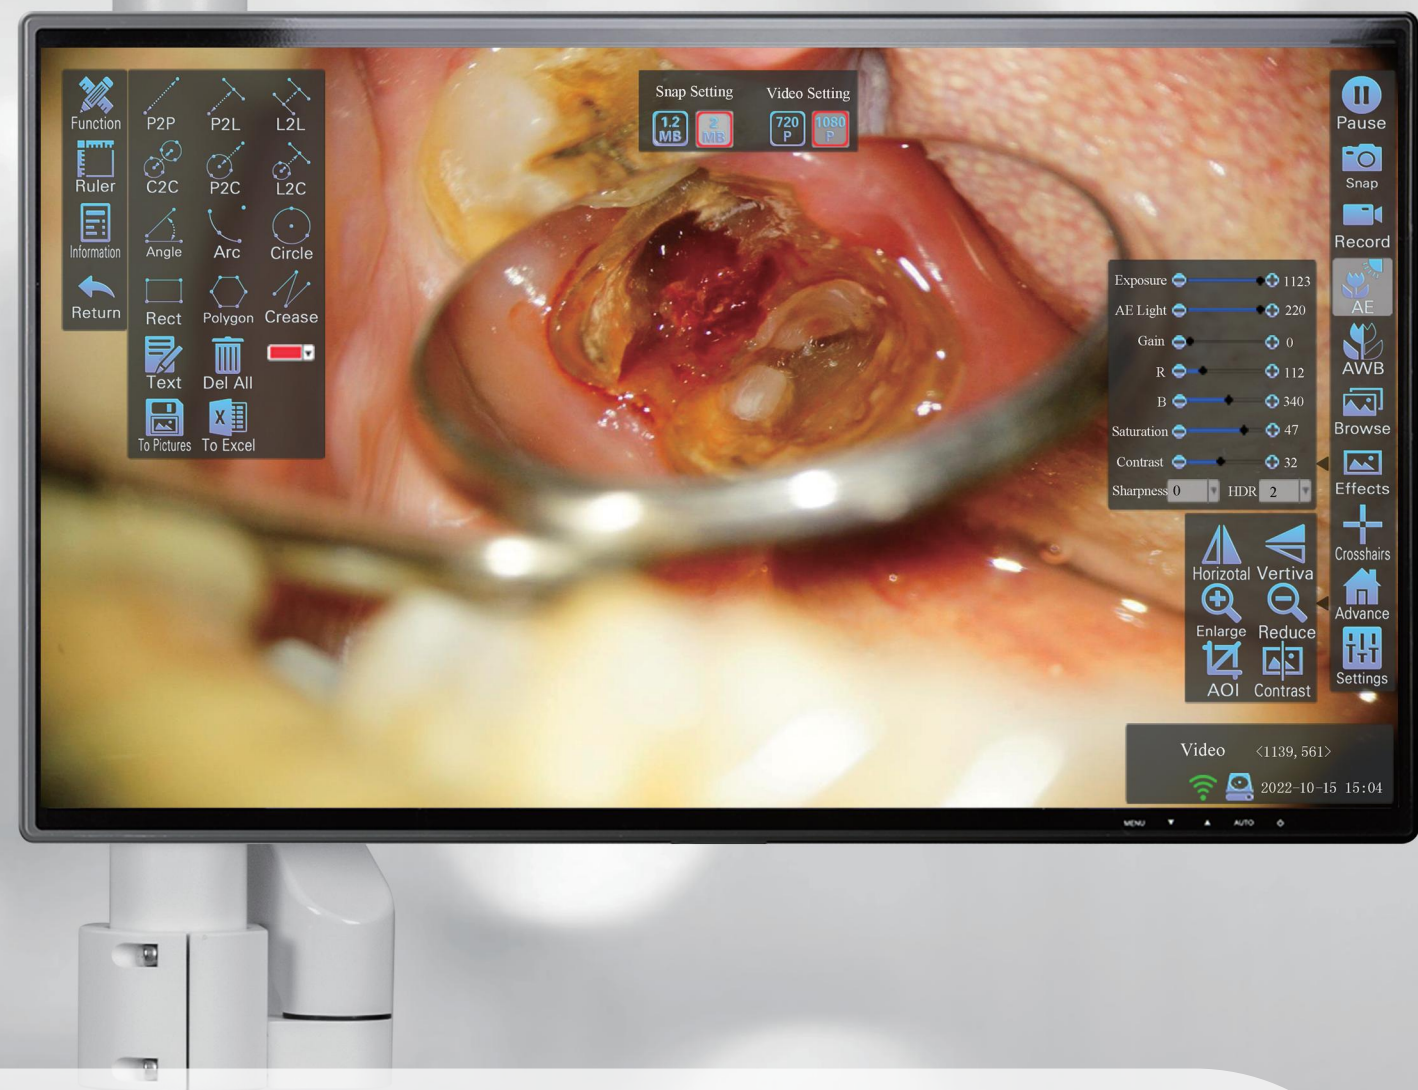 Function
Ruler
Information
Return
P2P P2L L2L
C2C P2C L2C
Angle Arc Circle
Rect Polygon Crease
Text Del All
To Pictures To Excel
X
Snap Setting Video Setting
1.2 MB 2 MB 720 P 1080 P
Pause
Snap
Record
AE
AWB
Browse
Effects
Crosshairs
Advance
Settings
Exposure 1123
AE Light 220
Gain 0
R 112
B 340
Saturation 47
Contrast 32
Sharpness 0 HDR 2
Horizotal Vertiva
Enlarge Reduce
AOI Contrast
Video <1139, 561>
2022-10-15 15:04
MENU ▼ ▲ AUTO